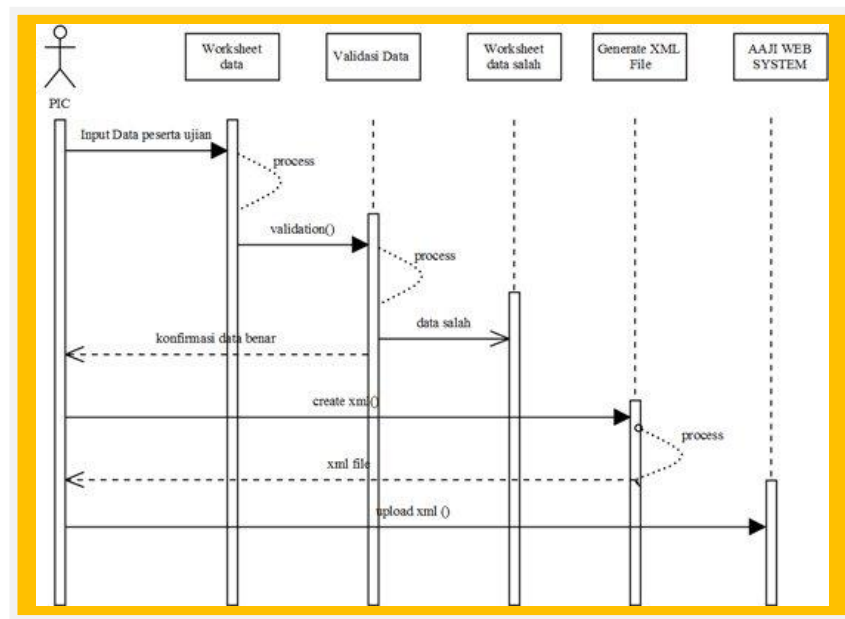 Worksheet
data
Validasi Data
Worksheet
data salah
Generate XML
File
AAJI WEB
SYSTEM
PIC
Input Data peserta ujian
process
validation()
process
data salah
konfirmasi data benar
create xml()
process
xml file
upload xml ()